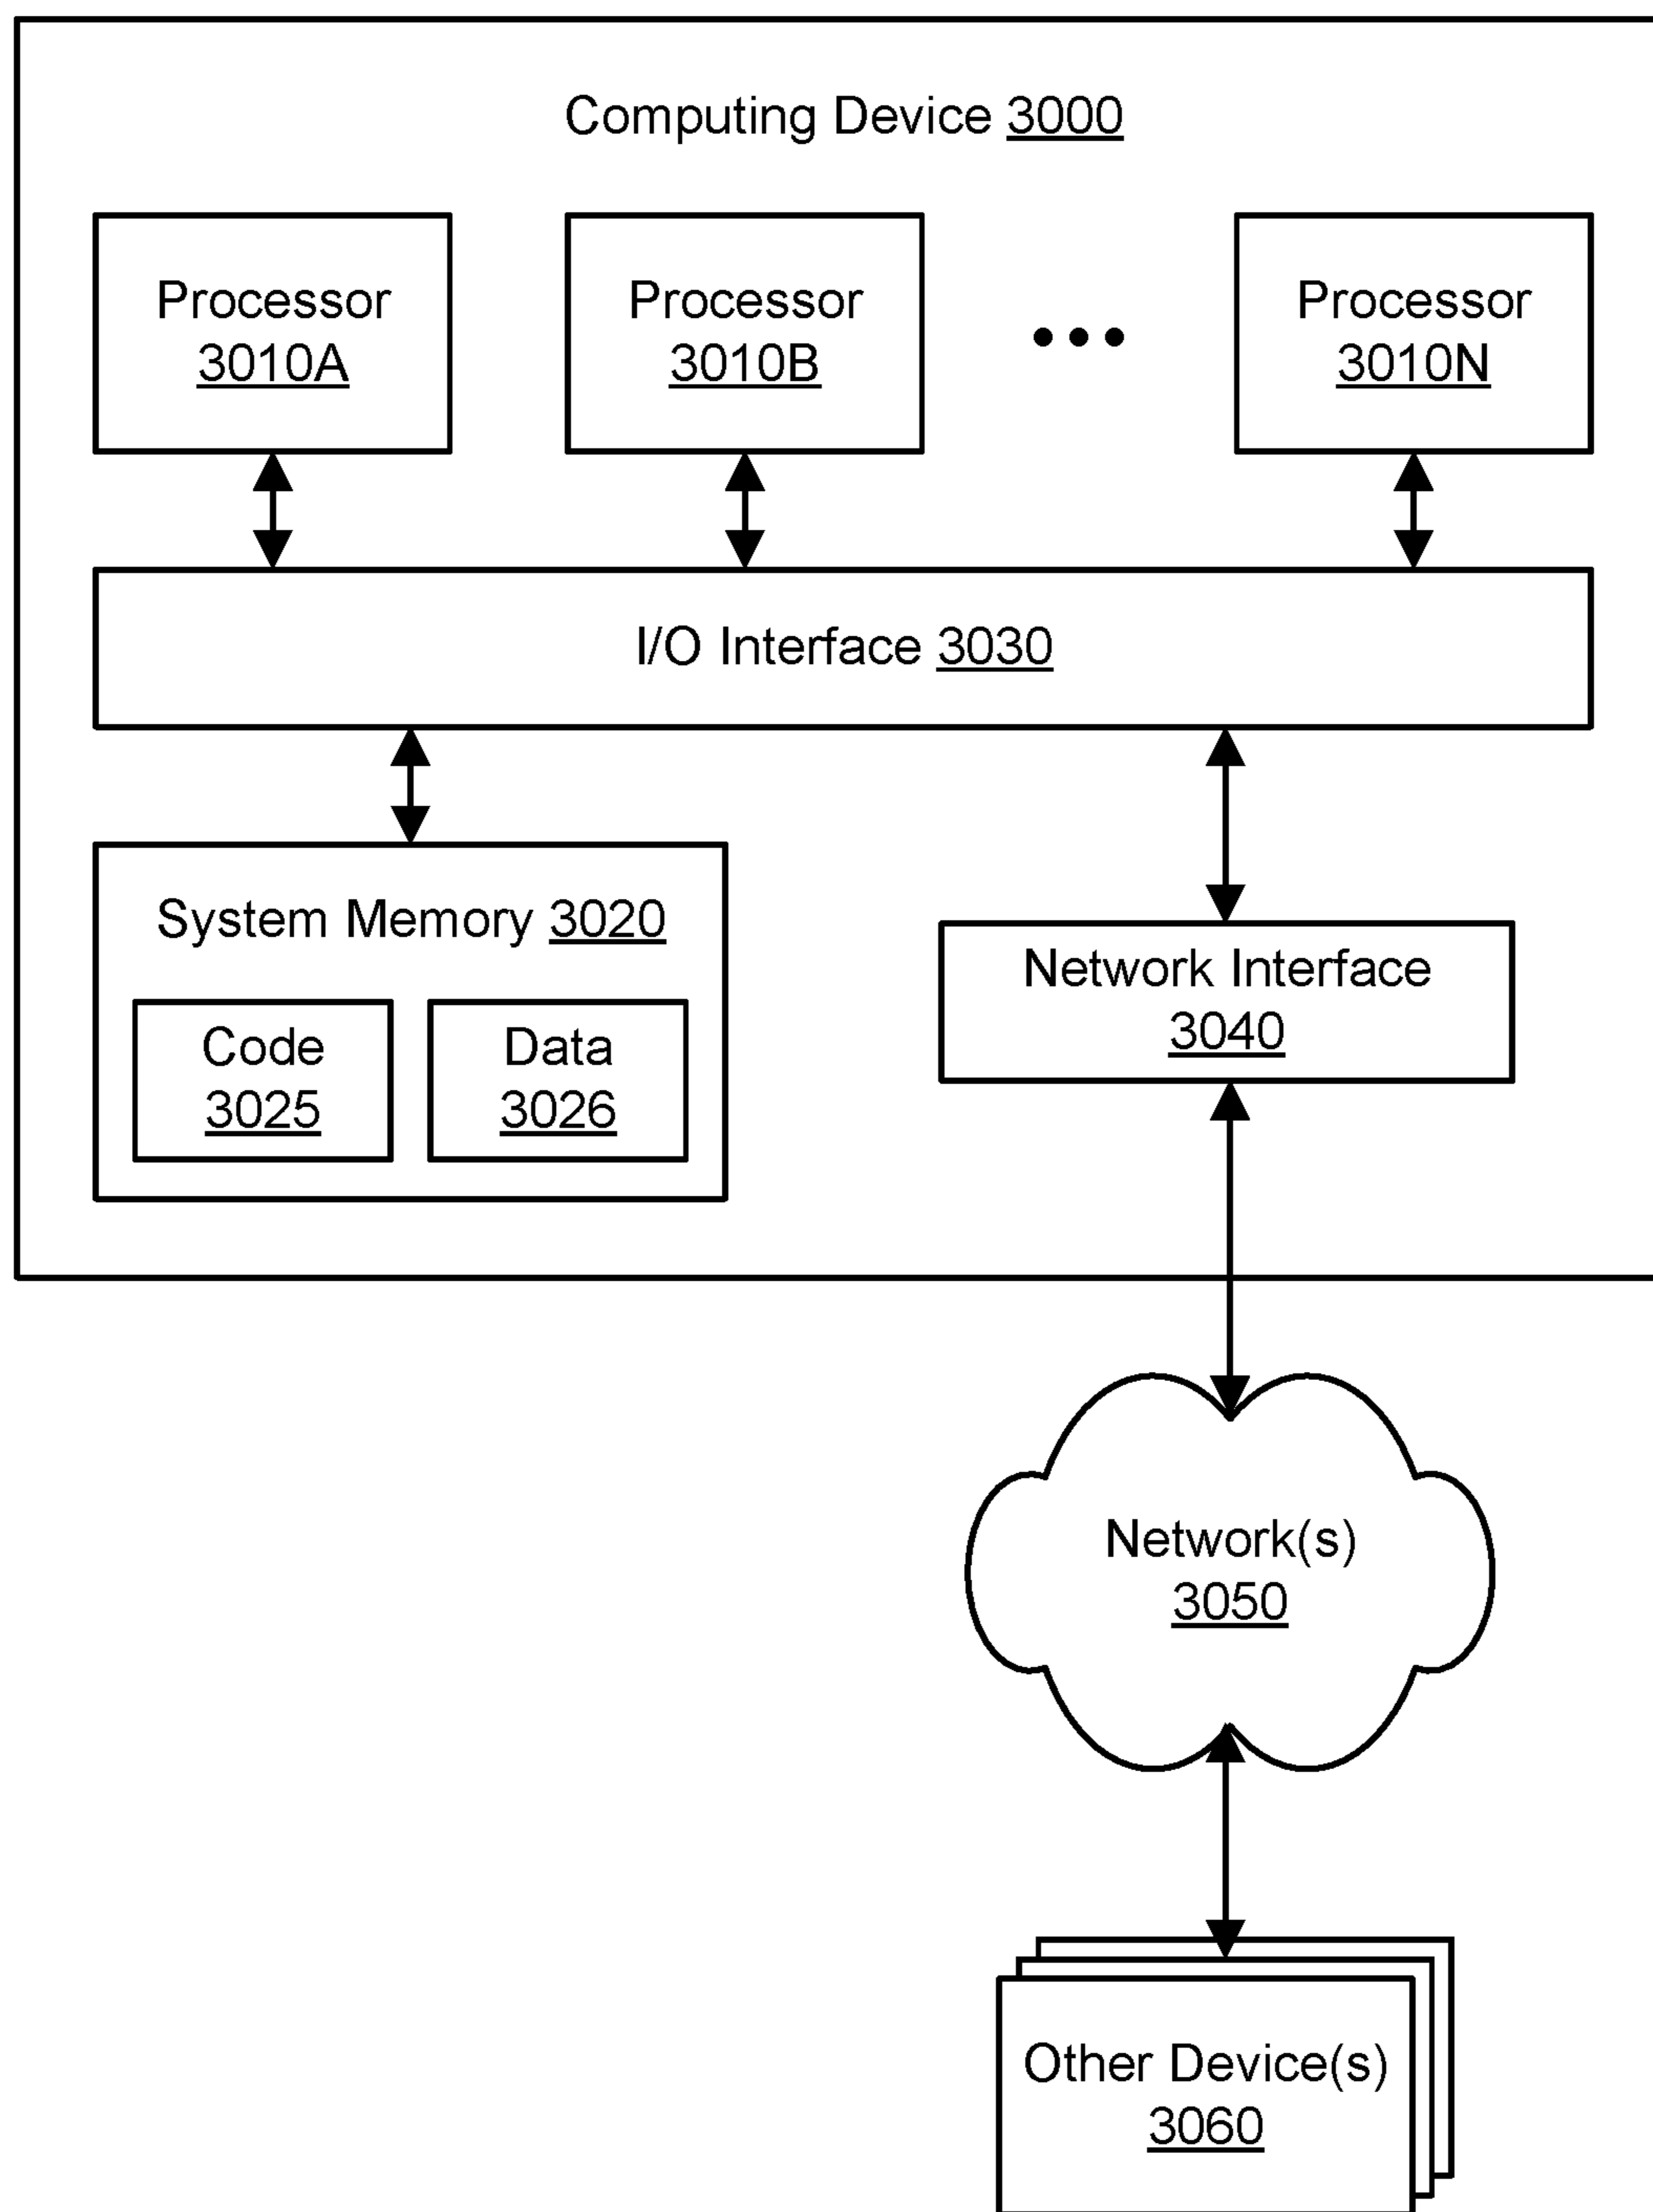 Computing Device 3000
Processor
3010A
Processor
3010B
Processor
3010N
I/O Interface 3030
System Memory 3020
Code
3025
Data
3026
Network Interface
3040
Network(s)
3050
Other Device(s)
3060